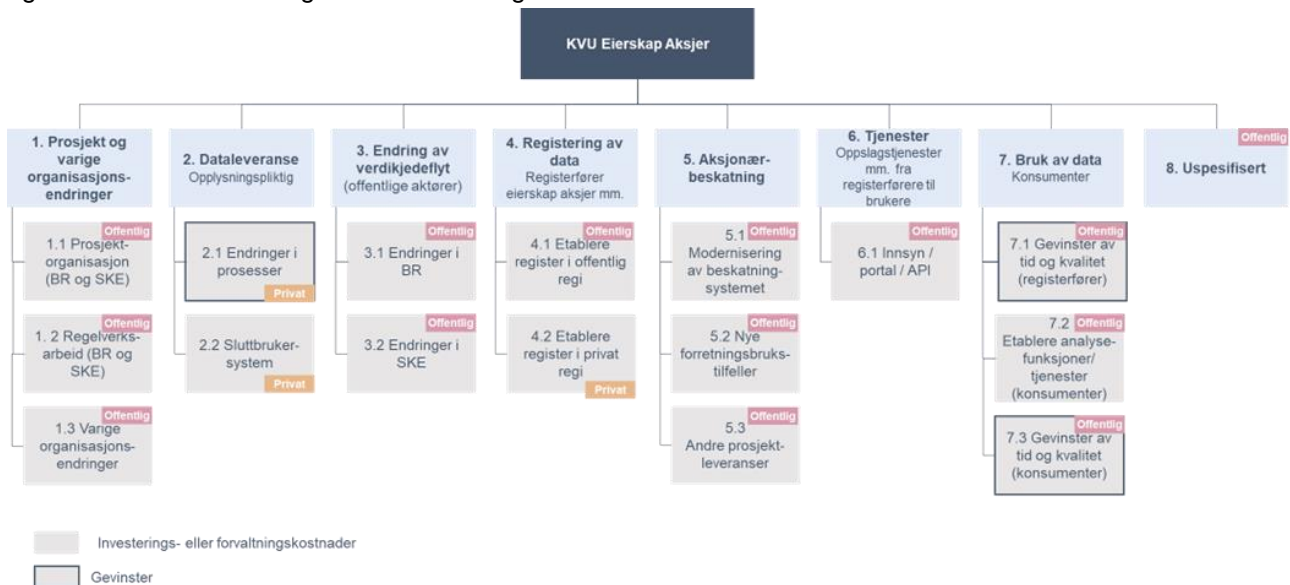 KVU Eierskap Aksjer
1. Prosjekt og
varige
organisasjons-
endringer
2. Dataleveranse
Opplysningspliktig
3. Endring av
verdikjedeflyt
(offentlige aktører)
4. Registering av
data
Registerfører
eierskap aksjer mm.
5. Aksjonær-
beskatning
6. Tjenester
Oppslagstjenester
mm. fra
registerførere til
brukere
7. Bruk av data
Konsumenter
Offentlig
8. Uspesifisert
Offentlig
1.1 Prosjekt-
organisasjon
(BR og SKE)
Offentlig
1. 2 Regelverks-
arbeid (BR og
SKE)
Offentlig
1.3 Varige
organisasjons-
endringer
2.1 Endringer i
prosesser
Privat
2.2 Sluttbruker-
system
Privat
Offentlig
3.1 Endringer i
BR
Offentlig
3.2 Endringer i
SKE
Offentlig
4.1 Etablere
register i offentlig
regi
Offentlig
4.2 Etablere
register i privat
regi
Privat
Offentlig
5.1
Modernisering
av beskatning-
systemet
Offentlig
5.2 Nye
forretningsbruks-
tilfeller
Offentlig
5.3
Andre prosjekt-
leveranser
Offentlig
6.1 Innsyn /
portal / API
Offentlig
7.1 Gevinster av
tid og kvalitet
(registerfører)
7.2 Offentlig
Etablere analyse-
funksjoner/
tjenester
(konsumenter)
Offentlig
7.3 Gevinster av
tid og kvalitet
(konsumenter)
Investerings- eller forvaltningskostnader
Gevinster